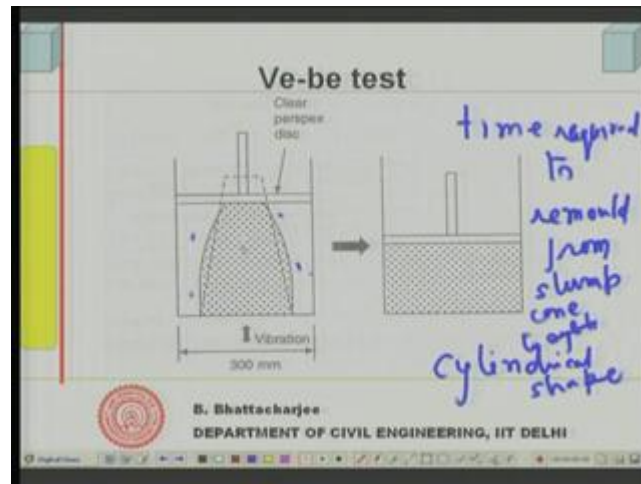 Ve-be test
Clear
perspex
disc
Vibration
300 mm
time required
to
remould
from
slump
cone
to
cylindrical
shape
B. Bhattacharjee
DEPARTMENT OF CIVIL ENGINEERING, IIT DELHI